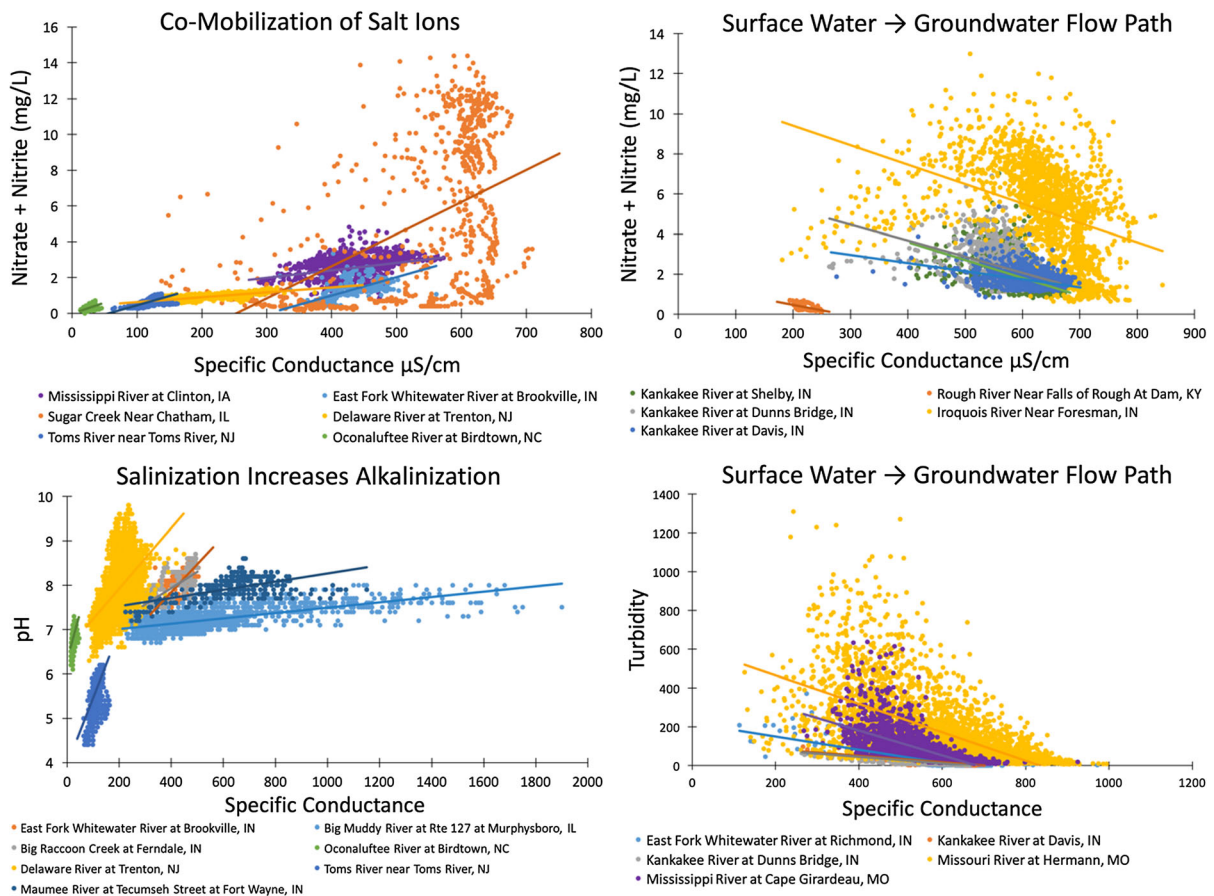 Co-Mobilization of Salt Ions
Nitrate + Nitrite (mg/L)
16
14
12
10
8
6
4
2
0
0 100 200 300 400 500 600 700 800
Specific Conductance µS/cm
Mississippi River at Clinton, IA
East Fork Whitewater River at Brookville, IN
Sugar Creek Near Chatham, IL
Delaware River at Trenton, NJ
Toms River near Toms River, NJ
Oconaluftee River at Birdtown, NC
Surface Water → Groundwater Flow Path
Nitrate + Nitrite (mg/L)
14
12
10
8
6
4
2
0
0 100 200 300 400 500 600 700 800 900
Specific Conductance µS/cm
Kankakee River at Shelby, IN
Rough River Near Falls of Rough At Dam, KY
Kankakee River at Dunns Bridge, IN
Iroquois River Near Foresman, IN
Kankakee River at Davis, IN
Salinization Increases Alkalinization
pH
10
9
8
7
6
5
4
0 200 400 600 800 1000 1200 1400 1600 1800 2000
Specific Conductance
East Fork Whitewater River at Brookville, IN
Big Muddy River at Rte 127 at Murphysboro, IL
Big Raccoon Creek at Ferndale, IN
Oconaluftee River at Birdtown, NC
Delaware River at Trenton, NJ
Toms River near Toms River, NJ
Maumee River at Tecumseh Street at Fort Wayne, IN
Surface Water → Groundwater Flow Path
Turbidity
1400
1200
1000
800
600
400
200
0
0 200 400 600 800 1000 1200
Specific Conductance
East Fork Whitewater River at Richmond, IN
Kankakee River at Davis, IN
Kankakee River at Dunns Bridge, IN
Missouri River at Hermann, MO
Mississippi River at Cape Girardeau, MO